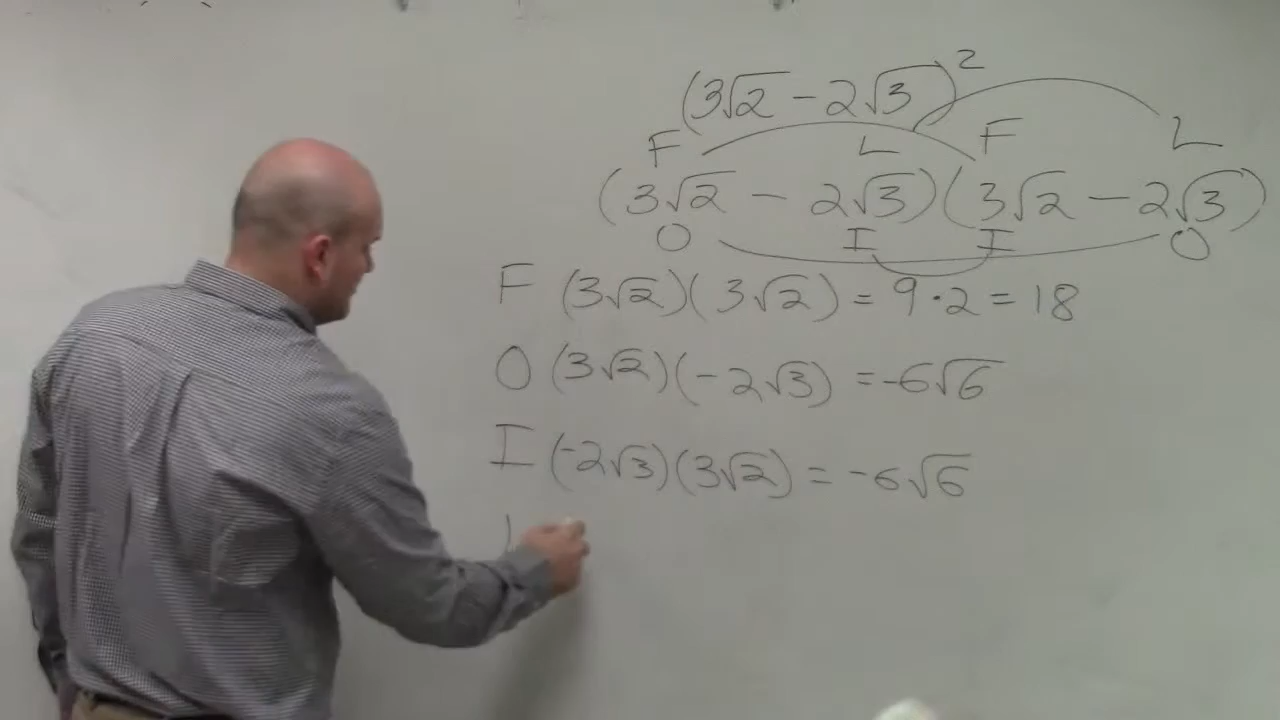 (3√2 − 2√3)²
F L F L
(3√2 − 2√3)(3√2 − 2√3)
O I I O
F (3√2)(3√2) = 9·2 = 18
O (3√2)(-2√3) = -6√6
I (-2√3)(3√2) = -6√6